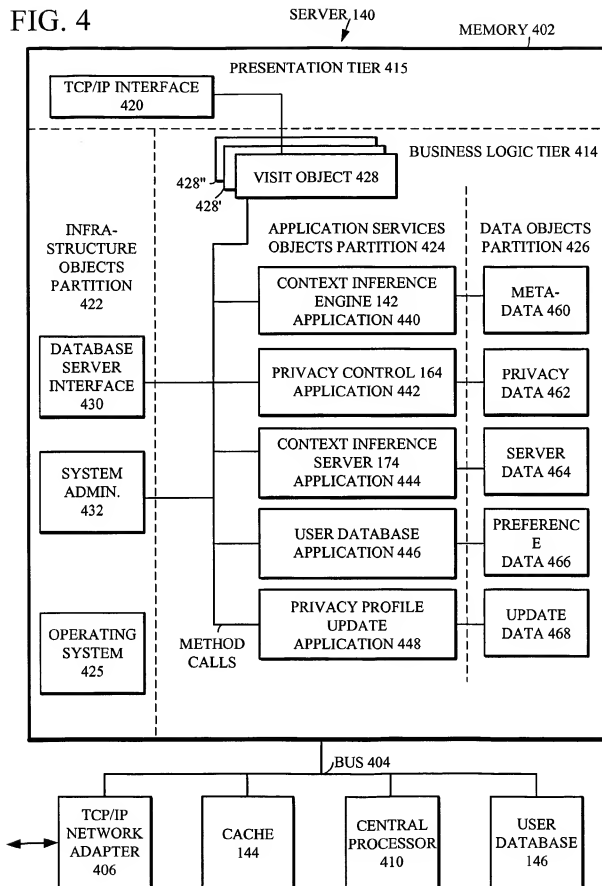 FIG. 4
SERVER 140
MEMORY 402
PRESENTATION TIER 415
TCP/IP INTERFACE
420
BUSINESS LOGIC TIER 414
VISIT OBJECT 428
428"
428'
INFRA-
STRUCTURE
OBJECTS
PARTITION
422
APPLICATION SERVICES
OBJECTS PARTITION 424
DATA OBJECTS
PARTITION 426
CONTEXT INFERENCE
ENGINE 142
APPLICATION 440
META-
DATA 460
DATABASE
SERVER
INTERFACE
430
PRIVACY CONTROL 164
APPLICATION 442
PRIVACY
DATA 462
SYSTEM
ADMIN.
432
CONTEXT INFERENCE
SERVER 174
APPLICATION 444
SERVER
DATA 464
USER DATABASE
APPLICATION 446
PREFERENC
E
DATA 466
OPERATING
SYSTEM
425
METHOD
CALLS
PRIVACY PROFILE
UPDATE
APPLICATION 448
UPDATE
DATA 468
BUS 404
TCP/IP
NETWORK
ADAPTER
406
CACHE
144
CENTRAL
PROCESSOR
410
USER
DATABASE
146